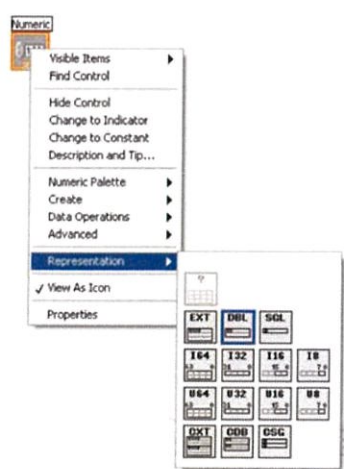 Numeric
Visible Items
Find Control
Hide Control
Change to Indicator
Change to Constant
Description and Tip...
Numeric Palette
Create
Data Operations
Advanced
Representation
View As Icon
Properties
EXT DBL SGL
I64 I32 I16 I8
U64 U32 U16 U8
CXT CDB CSG